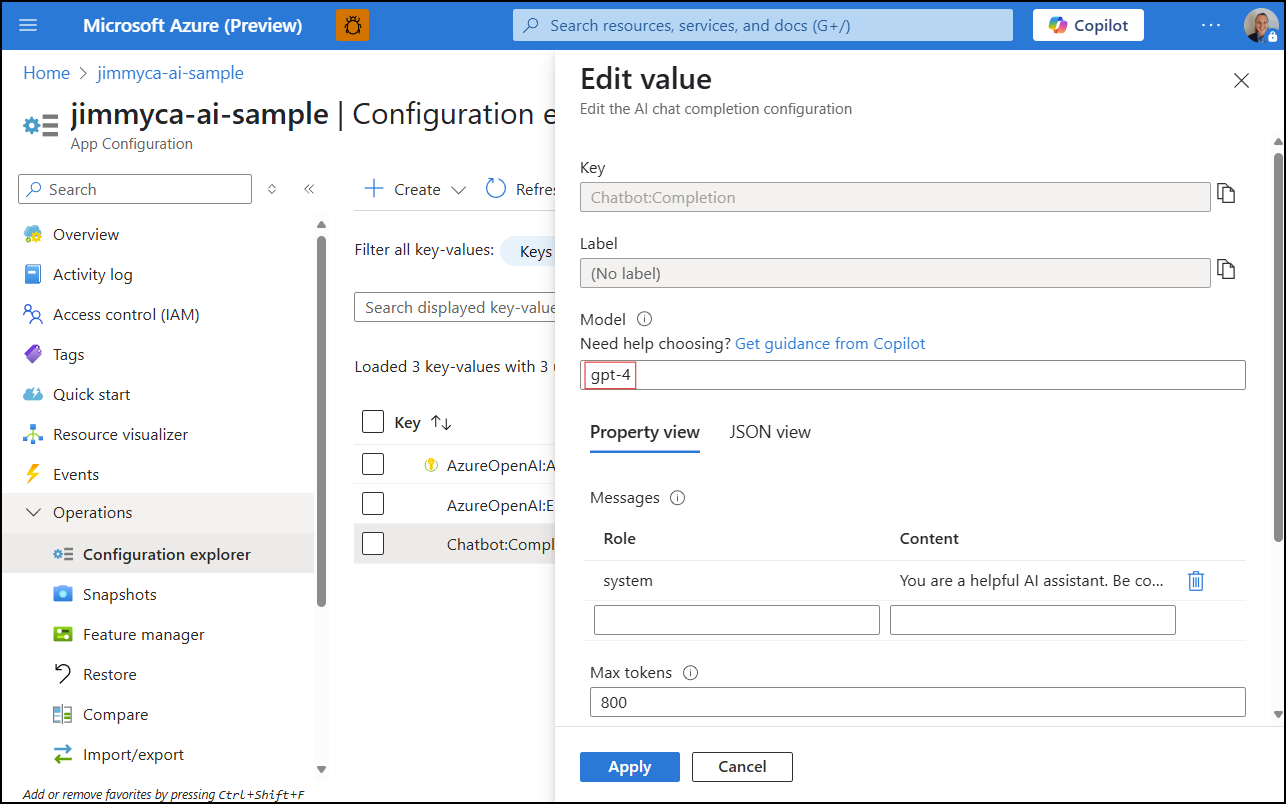 Microsoft Azure (Preview)
Search resources, services, and docs (G+/)
Copilot
Home > jimmyca-ai-sample
jimmyca-ai-sample | Configuration e
App Configuration
Search
Overview
Activity log
Access control (IAM)
Tags
Quick start
Resource visualizer
Events
Operations
Configuration explorer
Snapshots
Feature manager
Restore
Compare
Import/export
Add or remove favorites by pressing Ctrl+Shift+F
Create
Refres
Filter all key-values:
Keys
Search displayed key-value
Loaded 3 key-values with 3 u
Key
AzureOpenAI:A
AzureOpenAI:E
Chatbot:Compl
Edit value
Edit the AI chat completion configuration
Key
Chatbot:Completion
Label
(No label)
Model
Need help choosing? Get guidance from Copilot
gpt-4
Property view
JSON view
Messages
Role Content
system You are a helpful AI assistant. Be co...
Max tokens
800
Apply
Cancel